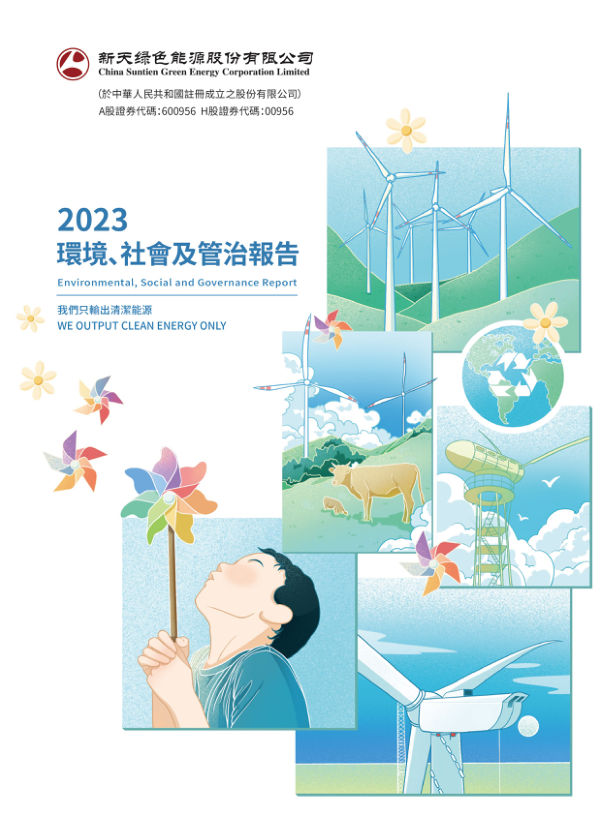 新天绿色能源股份有限公司
China Suntien Green Energy Corporation Limited
(於中華人民共和國註冊成立之股份有限公司)
A股證券代碼：600956 H股證券代碼：00956
2023
環境、社會及管治報告
Environmental, Social and Governance Report
我們只輸出清潔能源
WE OUTPUT CLEAN ENERGY ONLY